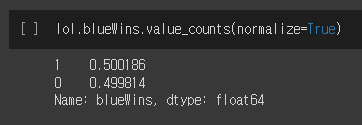 [ ] lol.blueWins.value_counts(normalize=True)
1    0.500186
0    0.499814
Name: blueWins, dtype: float64